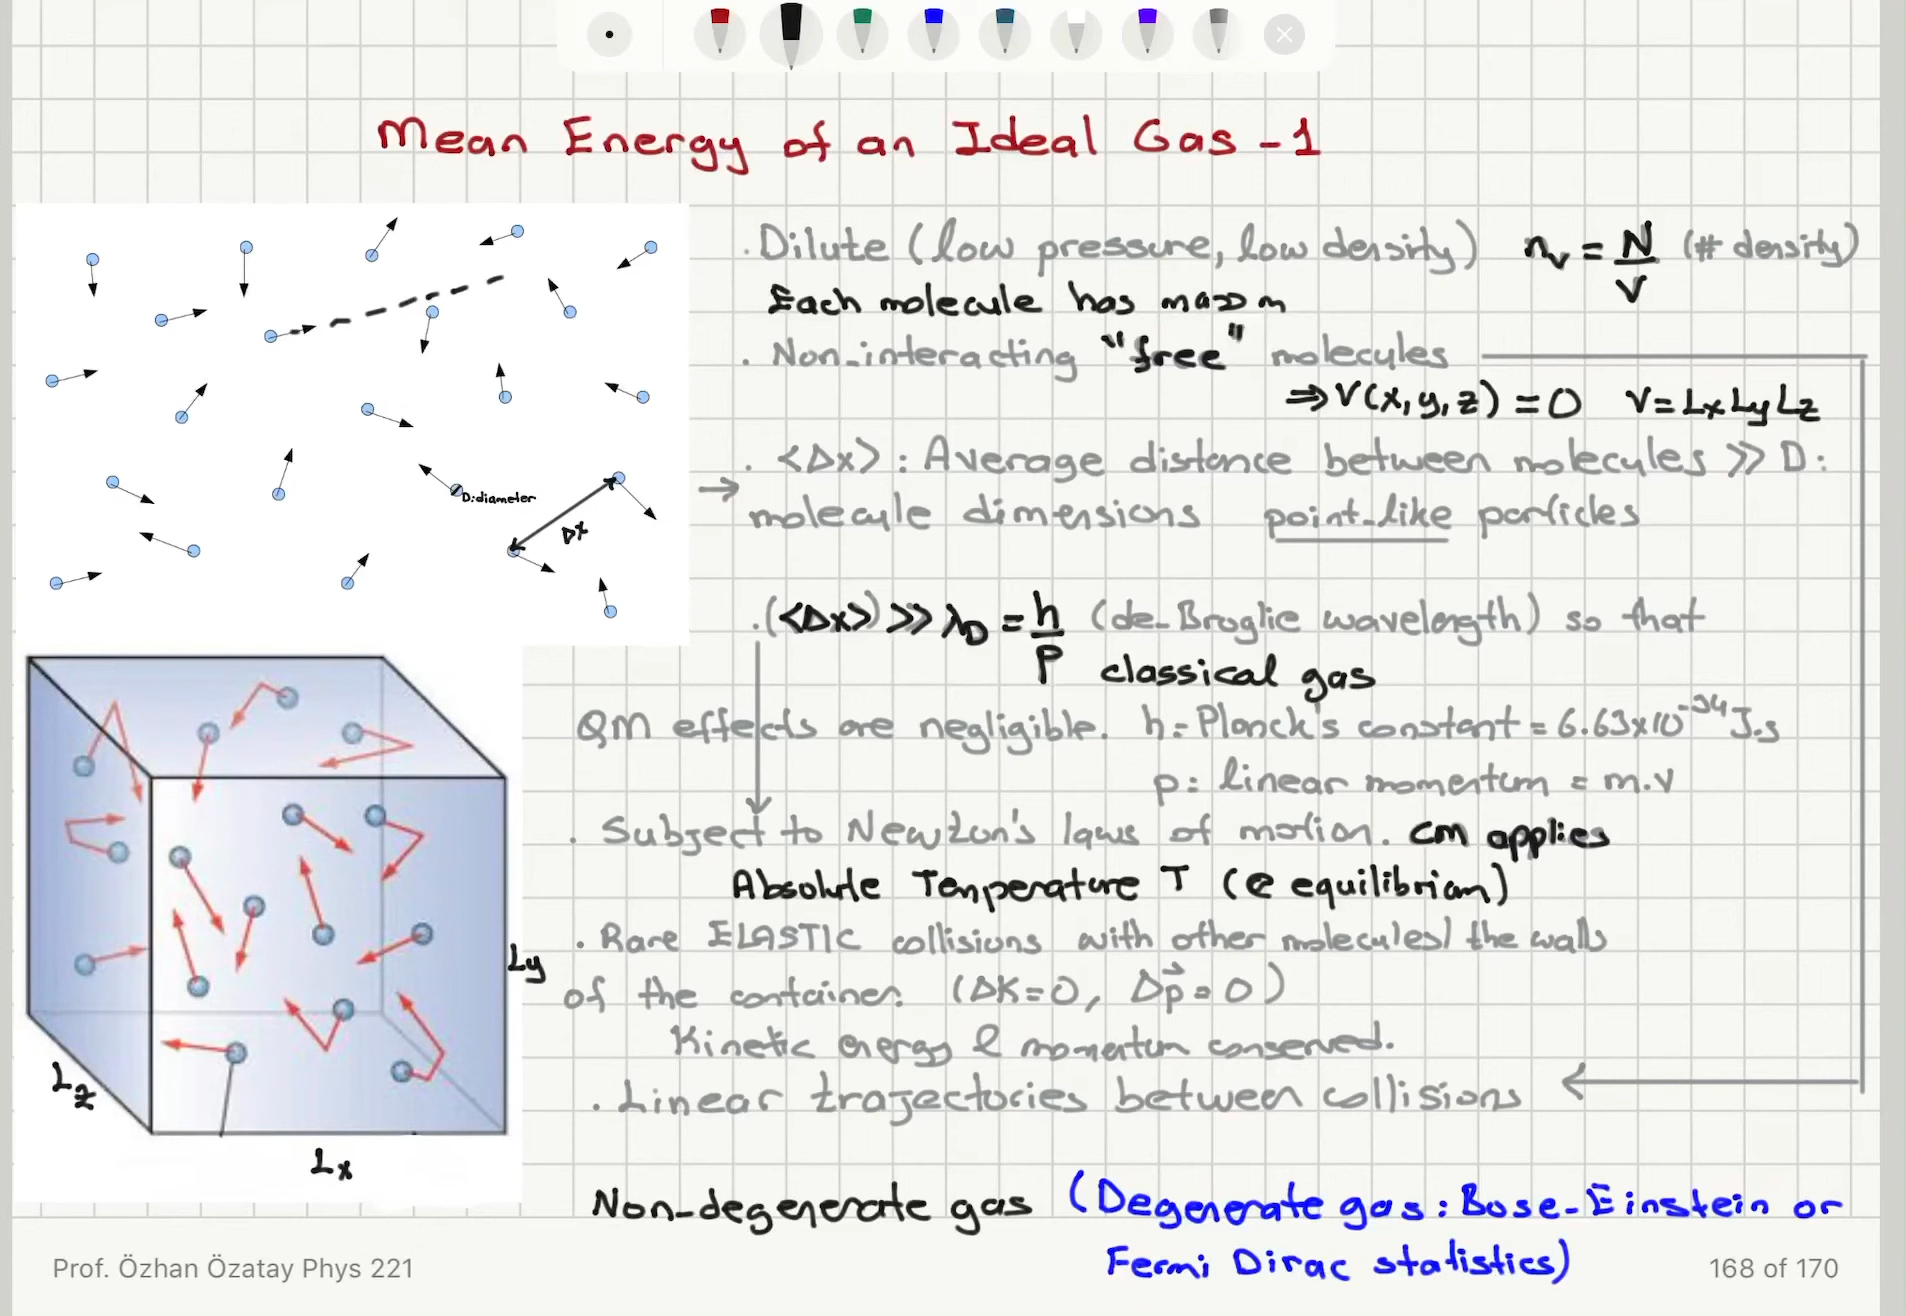 Mean Energy of an Ideal Gas -1
. Dilute (low pressure, low density) nv = N/V (# density)
Each molecule has mass m
. Non-interacting "free" molecules
⇒ V(x,y,z) = 0 V = LxLyLz
. <Δx> : Average distance between molecules >> D :
→ molecule dimensions point-like particles
D:diameter
Δx
. (<Δx>) >> λD = h/p (de-Broglie wavelength) so that
classical gas
QM effects are negligible. h = Planck's constant = 6.63x10^-34 J.s
p = linear momentum = m.v
. Subject to Newton's laws of motion. CM applies
Absolute Temperature T (@ equilibrium)
. Rare ELASTIC collisions with other molecules / the walls
of the container. (ΔK=0, Δp⃗=0)
Kinetic energy & momentum conserved.
. Linear trajectories between collisions
Ly
Lz
Lx
Non-degenerate gas (Degenerate gas : Bose-Einstein or
Fermi Dirac statistics)
Prof. Özhan Özatay Phys 221
168 of 170